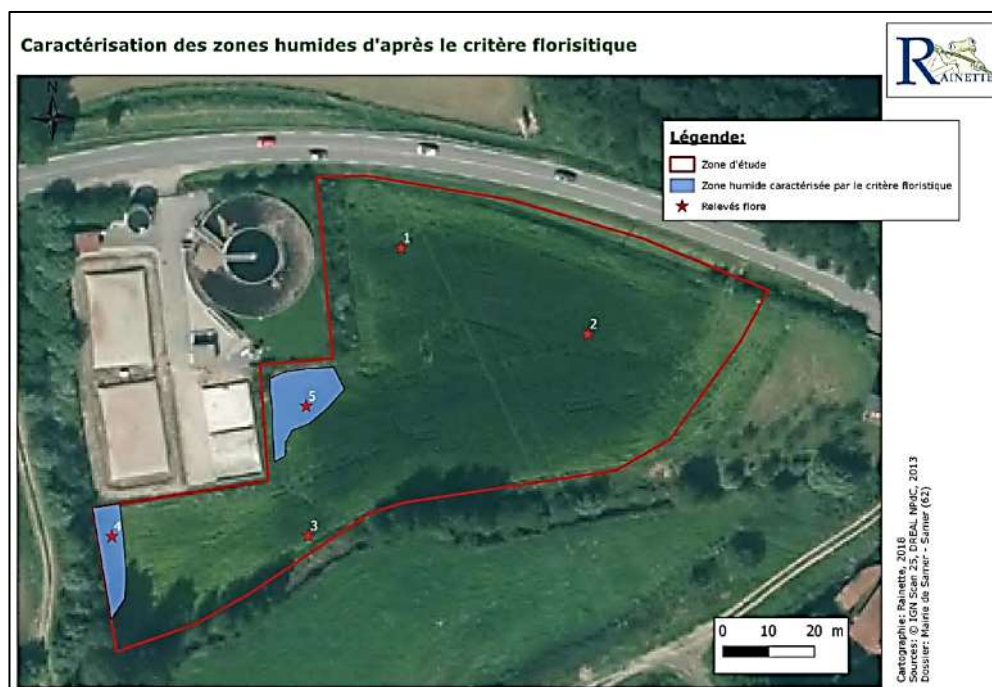 Caractérisation des zones humides d'après le critère florisitique
RAINETTE
N
Légende:
Zone d'étude
Zone humide caractérisée par le critère floristique
Relevés flore
1
2
5
3
4
0 10 20 m
Cartographie: Rainette, 2018
Sources: © IGN Scan 25, DREAL NPdC, 2013
Dossier: Mairie de Samer - Samer (62)